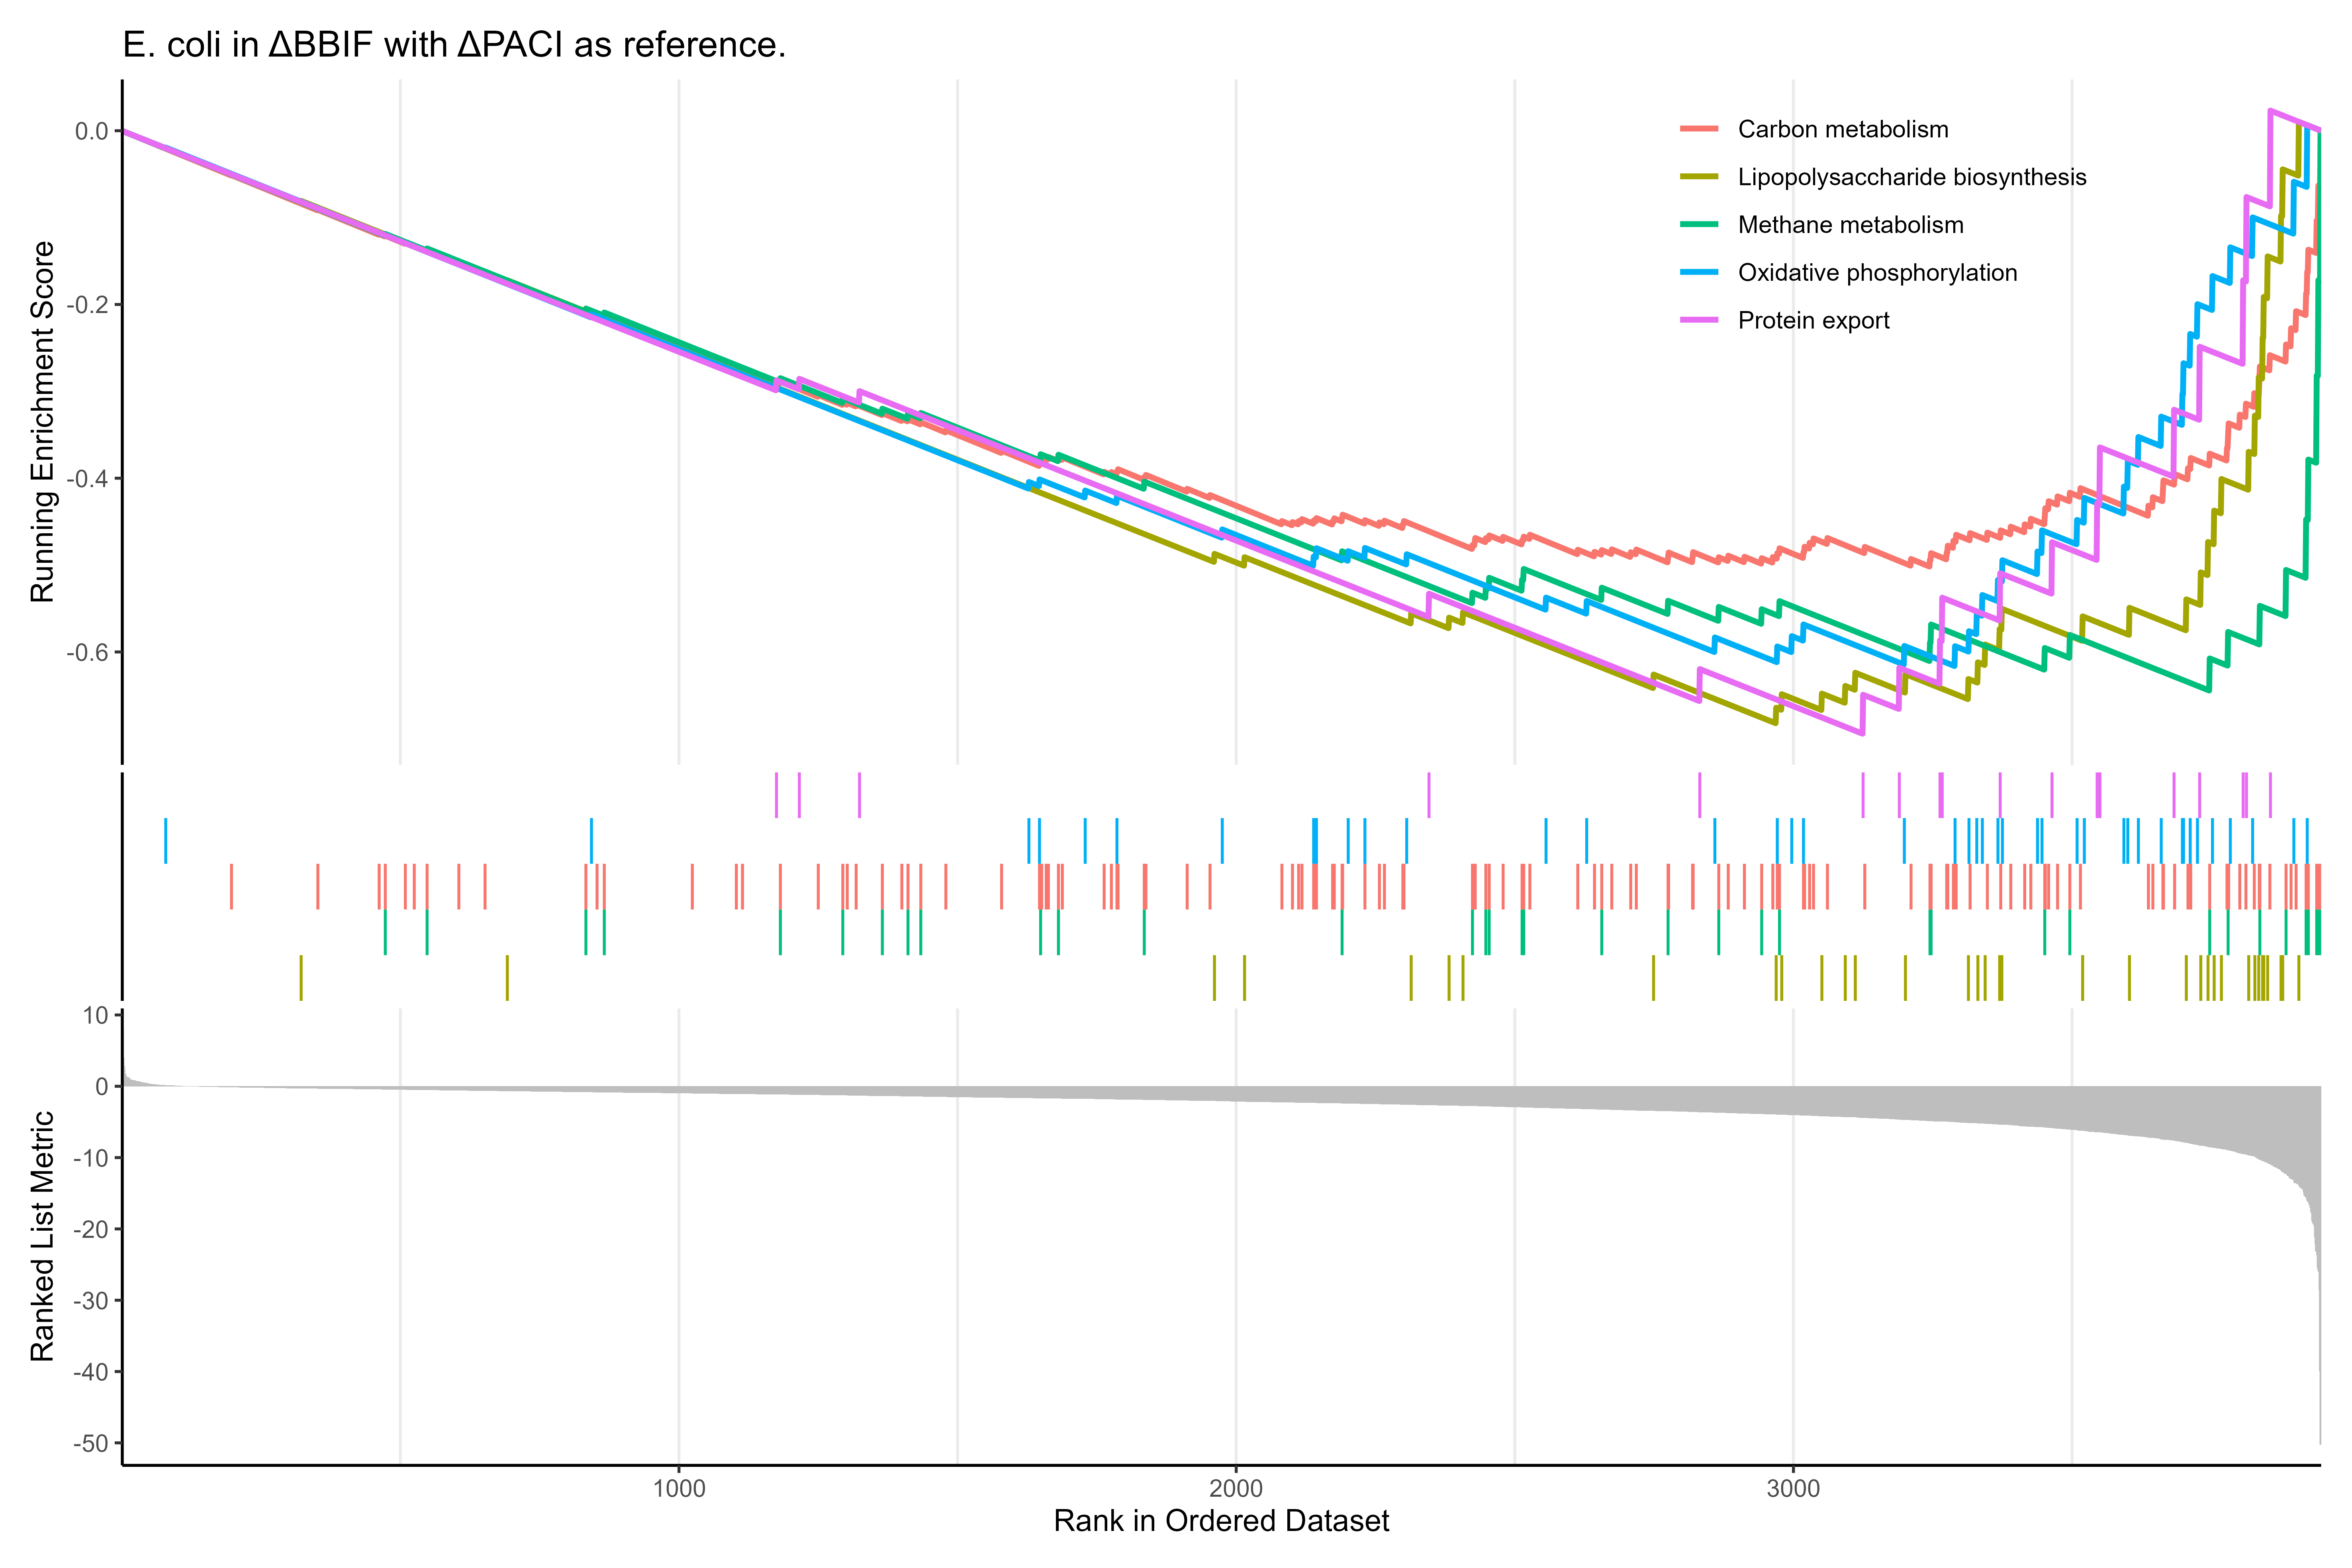 E. coli in ΔBBIF with ΔPACI as reference.
Running Enrichment Score
0.0
-0.2
-0.4
-0.6
Carbon metabolism
Lipopolysaccharide biosynthesis
Methane metabolism
Oxidative phosphorylation
Protein export
Ranked List Metric
10
0
-10
-20
-30
-40
-50
1000
2000
3000
Rank in Ordered Dataset